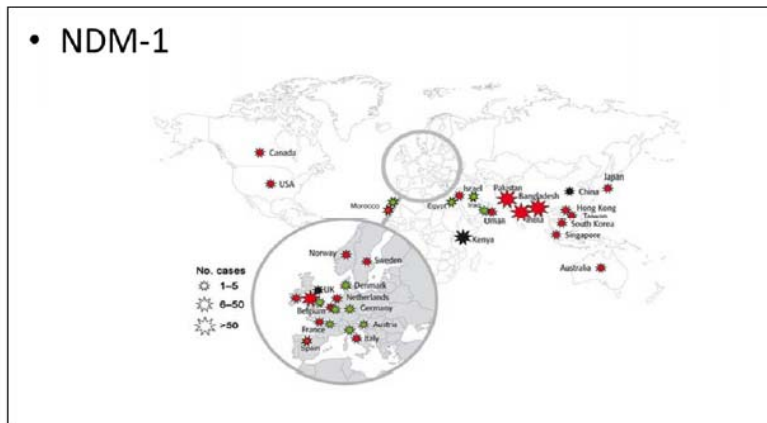 • NDM-1
Canada
USA
Morocco
Egypt
Israel
Iraq
Oman
Pakistan
Bangladesh
India
China
Japan
Hong Kong
Taiwan
South Korea
Singapore
Kenya
Australia
Norway
Sweden
UK
Denmark
Netherlands
Belgium
Germany
France
Austria
Spain
Italy
No. cases
1–5
6–50
>50